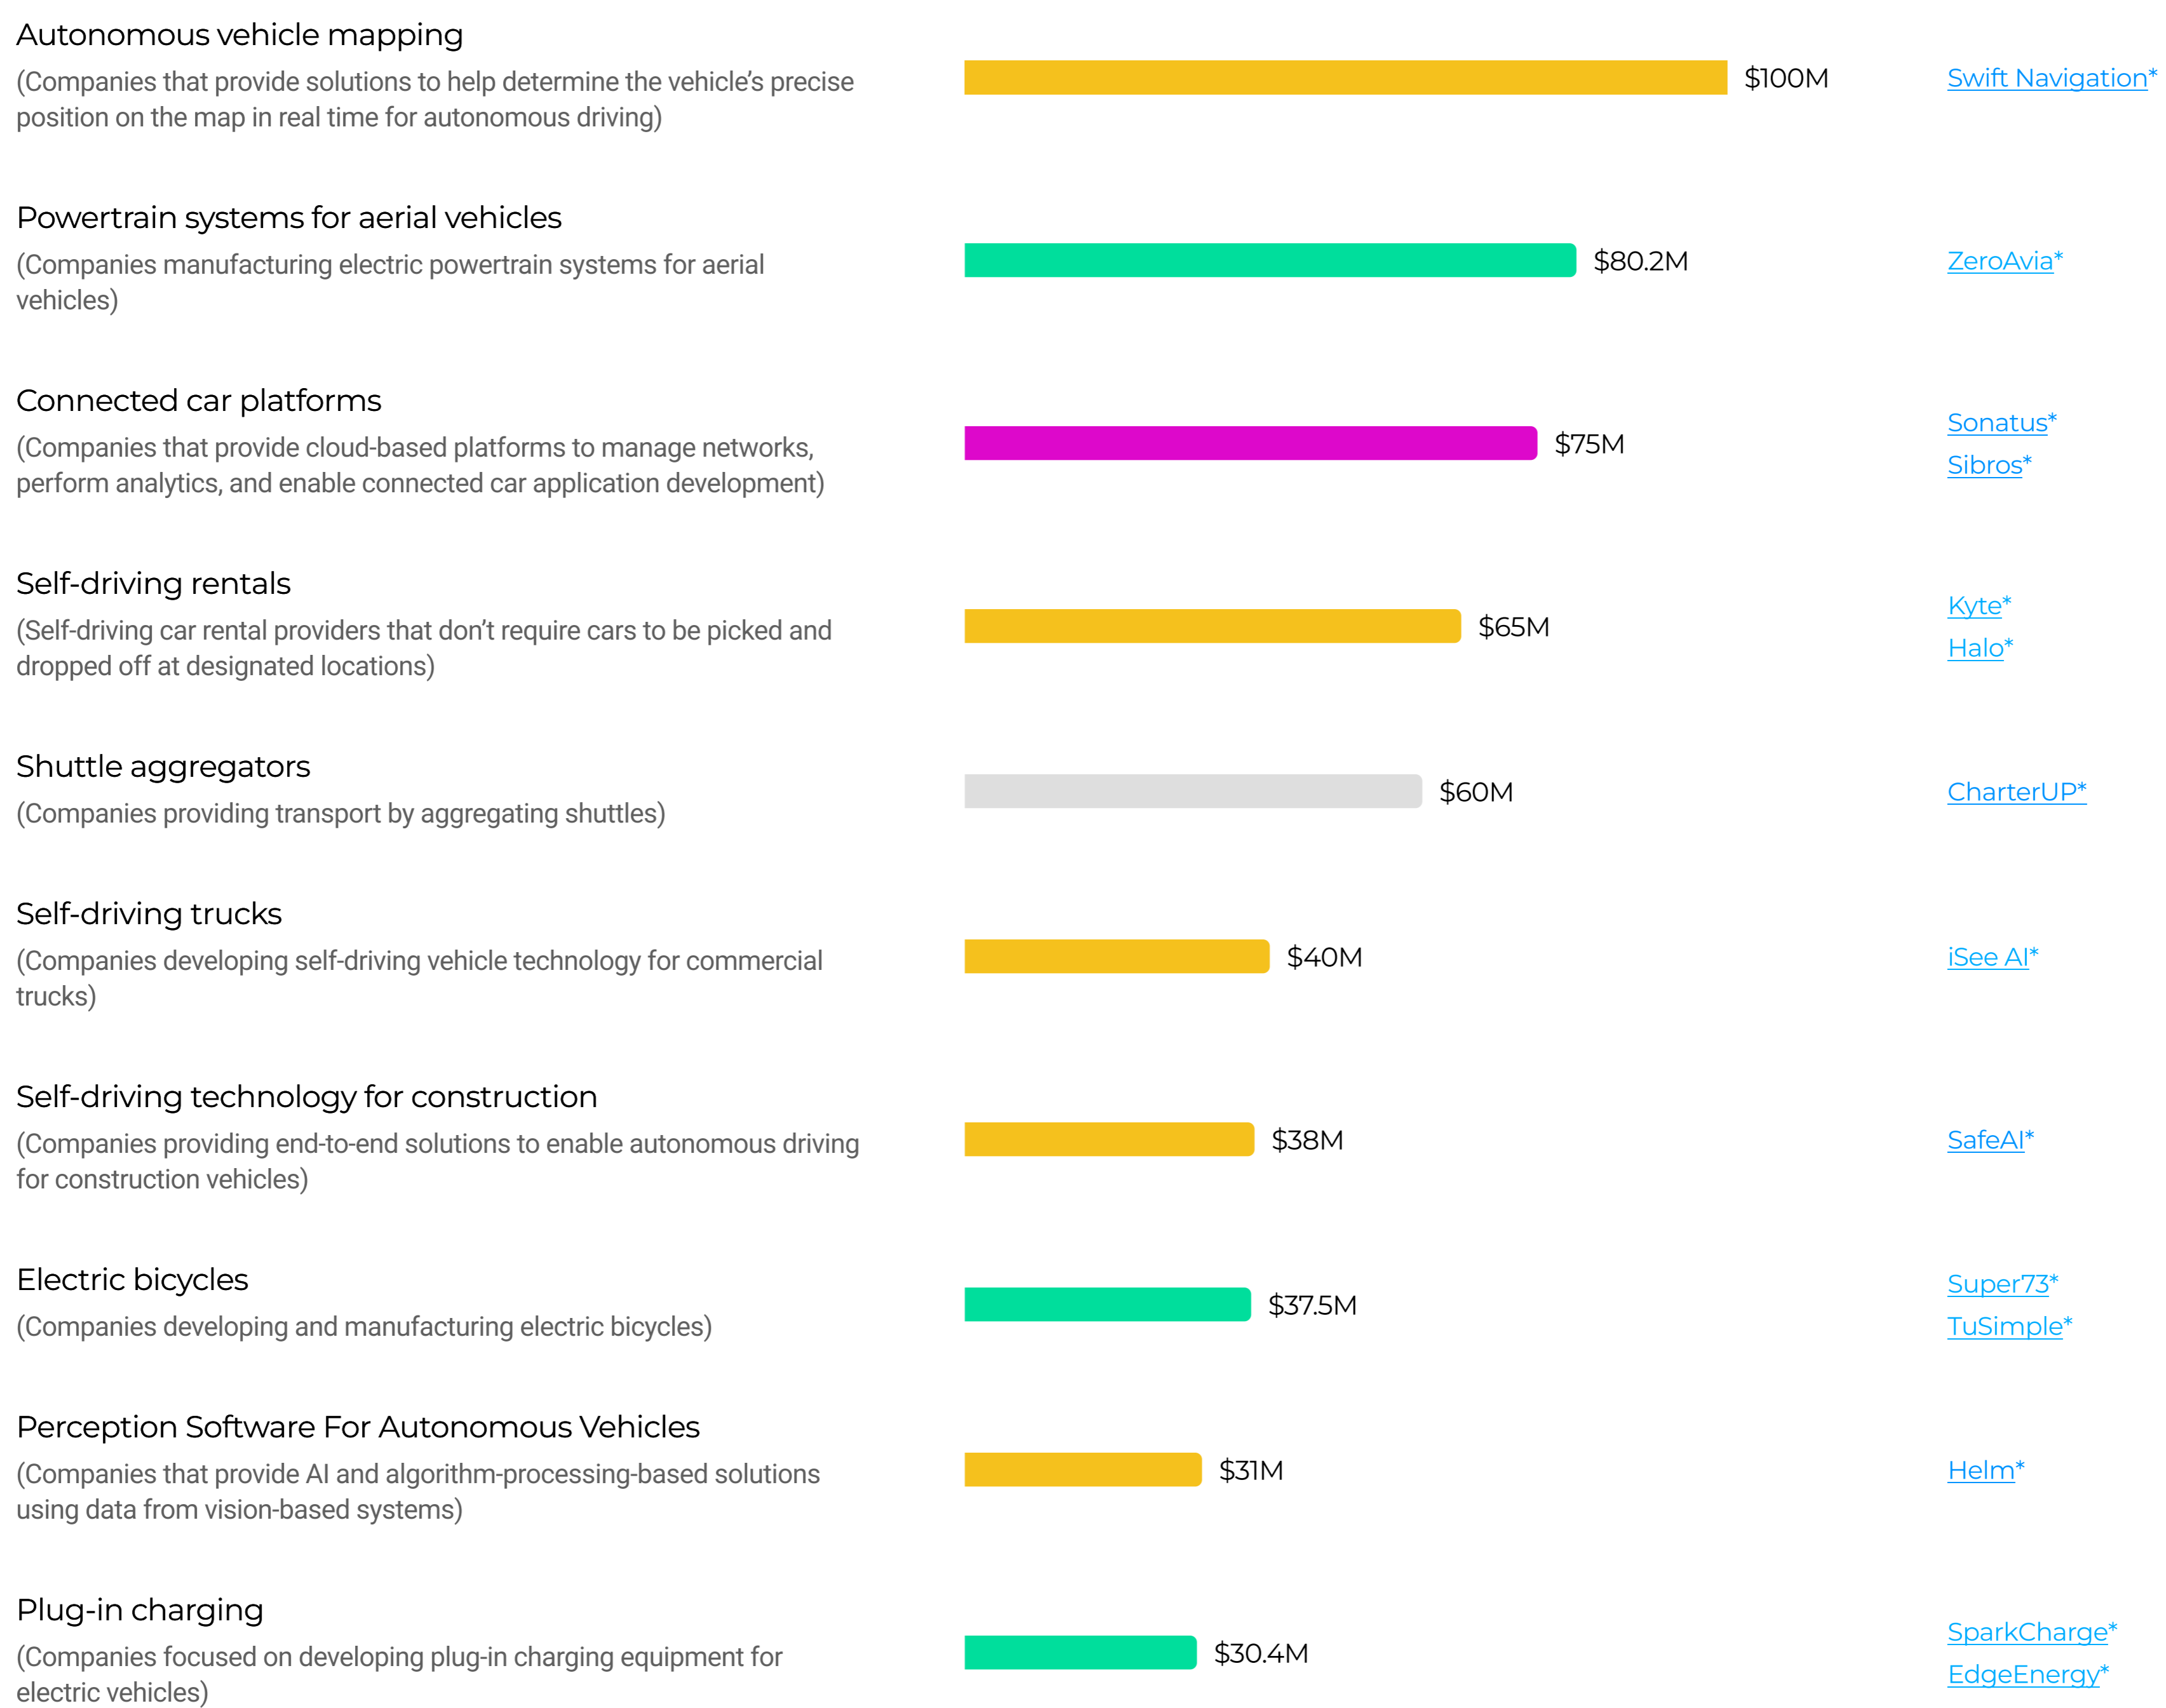 Autonomous vehicle mapping
(Companies that provide solutions to help determine the vehicle’s precise
position on the map in real time for autonomous driving)
$100M
Swift Navigation*
Powertrain systems for aerial vehicles
(Companies manufacturing electric powertrain systems for aerial
vehicles)
$80.2M
ZeroAvia*
Connected car platforms
(Companies that provide cloud-based platforms to manage networks,
perform analytics, and enable connected car application development)
$75M
Sonatus*
Sibros*
Self-driving rentals
(Self-driving car rental providers that don’t require cars to be picked and
dropped off at designated locations)
$65M
Kyte*
Halo*
Shuttle aggregators
(Companies providing transport by aggregating shuttles)
$60M
CharterUP*
Self-driving trucks
(Companies developing self-driving vehicle technology for commercial
trucks)
$40M
iSee AI*
Self-driving technology for construction
(Companies providing end-to-end solutions to enable autonomous driving
for construction vehicles)
$38M
SafeAI*
Electric bicycles
(Companies developing and manufacturing electric bicycles)
$37.5M
Super73*
TuSimple*
Perception Software For Autonomous Vehicles
(Companies that provide AI and algorithm-processing-based solutions
using data from vision-based systems)
$31M
Helm*
Plug-in charging
(Companies focused on developing plug-in charging equipment for
electric vehicles)
$30.4M
SparkCharge*
EdgeEnergy*